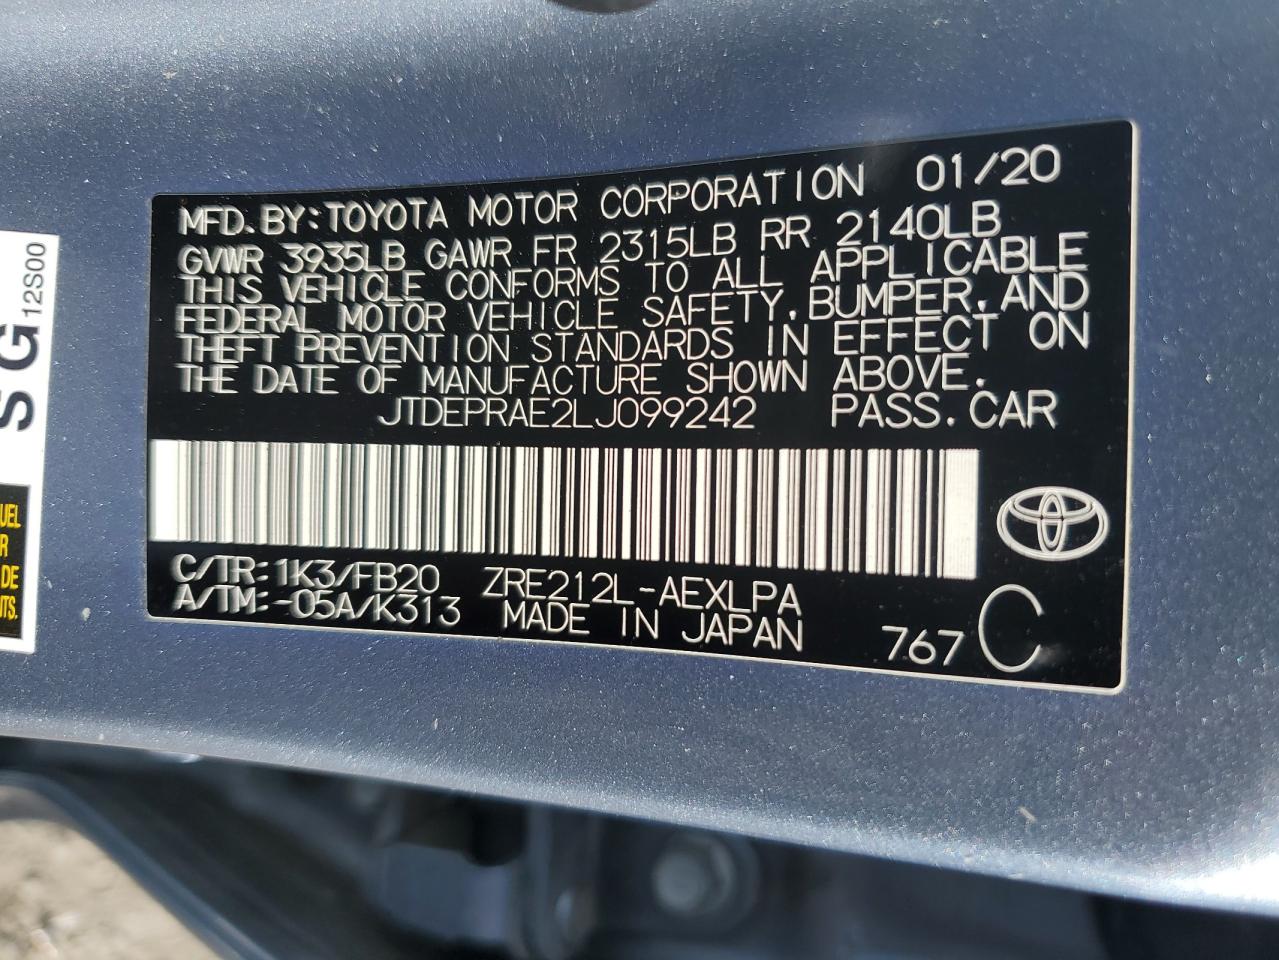 MFD. BY: TOYOTA MOTOR CORPORATION 01/20
GVWR 3935LB GAWR FR 2315LB RR 2140LB
THIS VEHICLE CONFORMS TO ALL APPLICABLE
FEDERAL MOTOR VEHICLE SAFETY, BUMPER, AND
THEFT PREVENTION STANDARDS IN EFFECT ON
THE DATE OF MANUFACTURE SHOWN ABOVE.
JTDEPRAE2LJ099242 PASS. CAR
C/TR: 1K3/FB20 ZRE212L-AEXLPA
A/TM: -05A/K313 MADE IN JAPAN 767 C
SG 12S00
UEL
R
DE